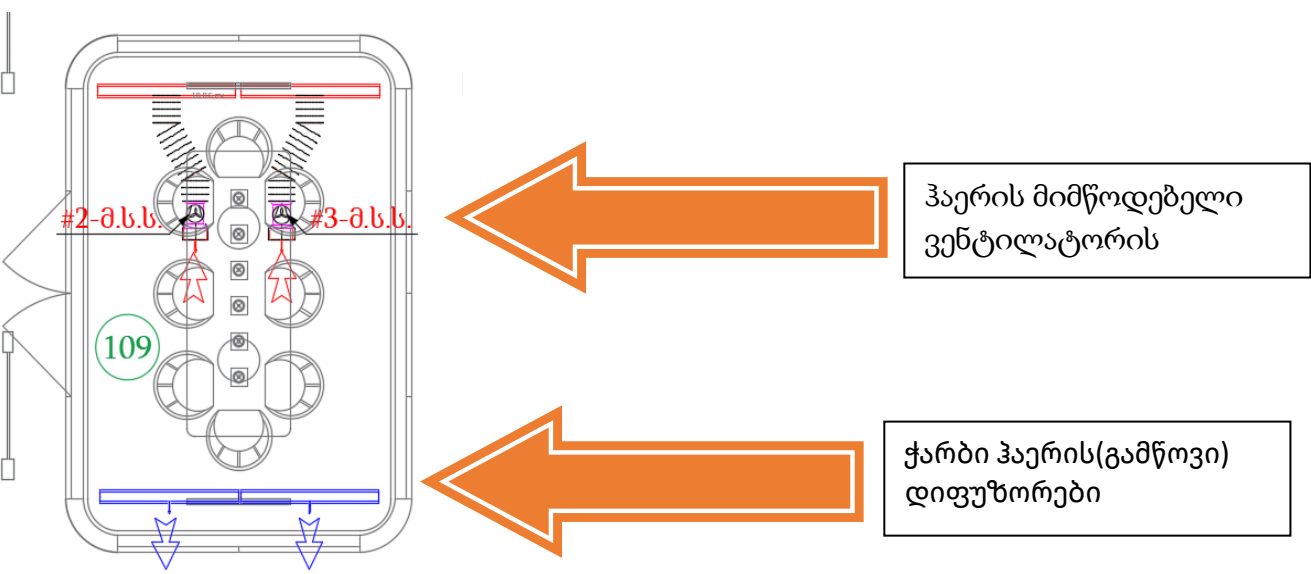 #2-მ.ს.ს.
#3-მ.ს.ს.
109
ჰაერის მიმწოდებელი
ვენტილატორის
ჭარბი ჰაერის(გამწოვი)
დიფუზორები